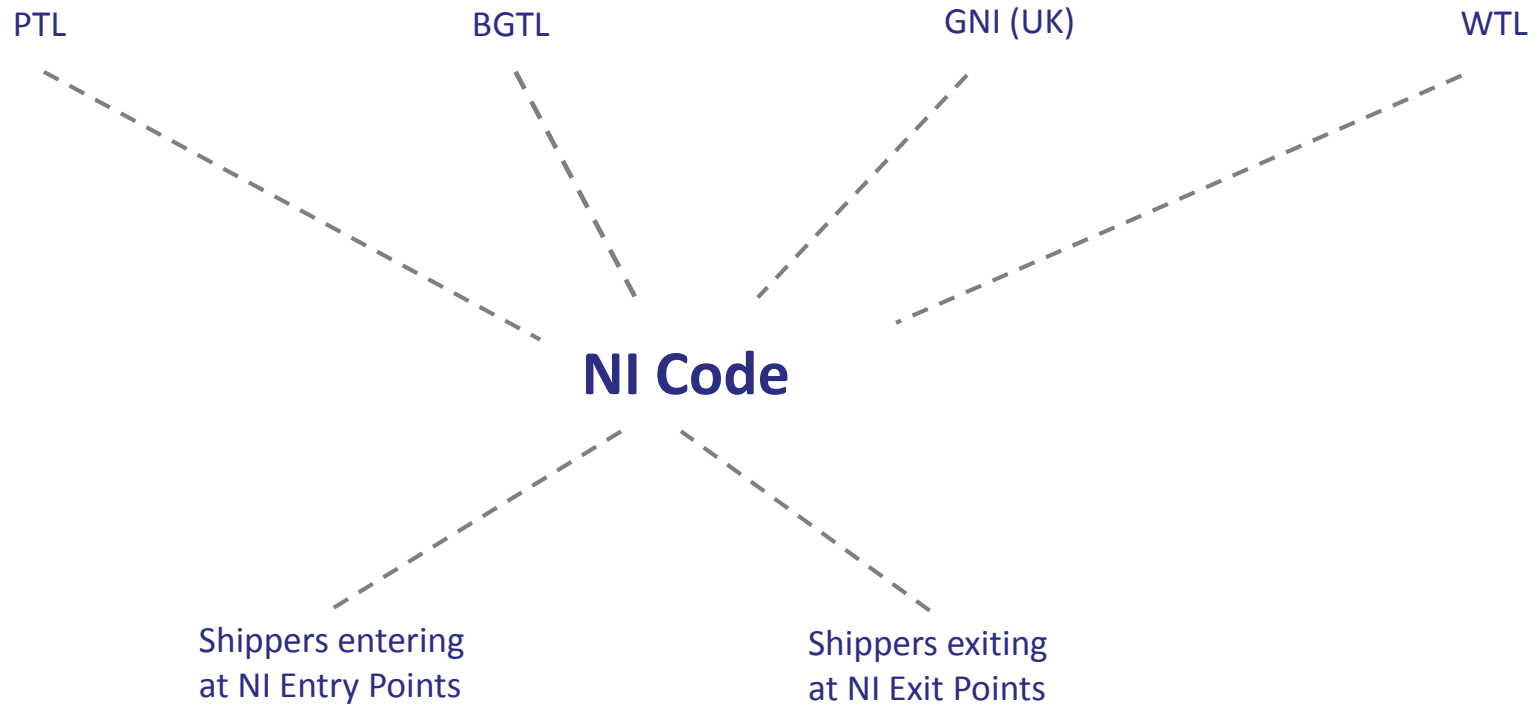 PTL
BGTL
GNI (UK)
WTL
NI Code
Shippers entering
at NI Entry Points
Shippers exiting
at NI Exit Points